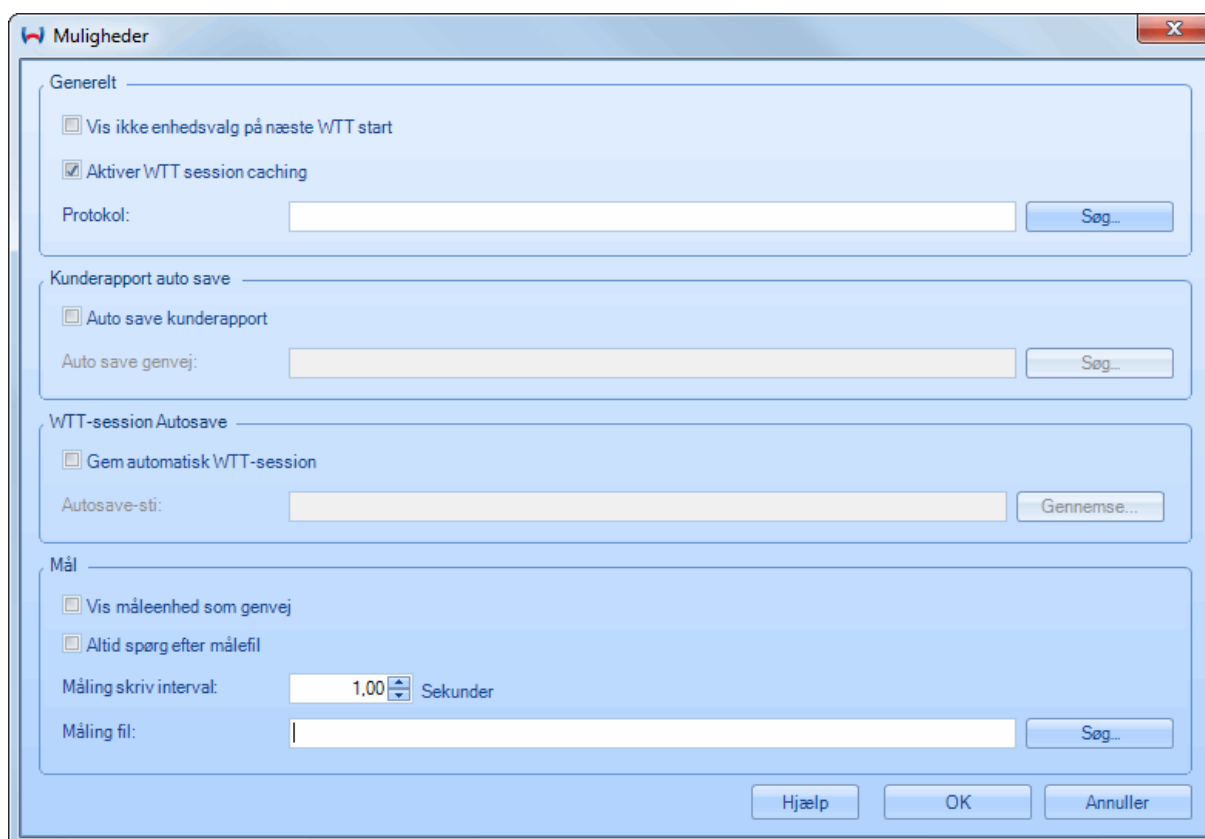 Muligheder
Generelt
Vis ikke enhedsvalg på næste WTT start
Aktiver WTT session caching
Protokol: Søg...
Kunderapport auto save
Auto save kunderapport
Auto save genvej: Søg...
WTT-session Autosave
Gem automatisk WTT-session
Autosave-sti: Gennemse...
Mål
Vis måleenhed som genvej
Altid spørg efter målefil
Måling skriv interval: 1,00 Sekunder
Måling fil: Søg...
Hjælp OK Annuller